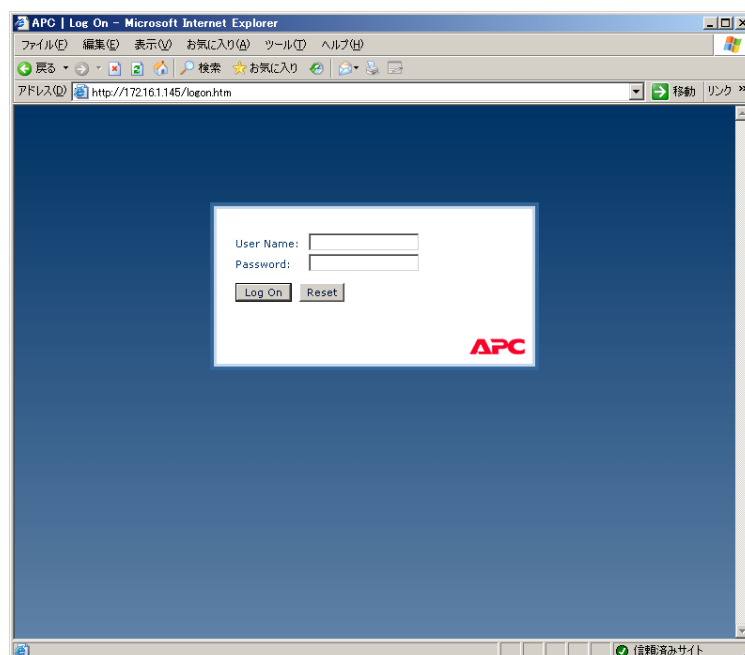 APC | Log On - Microsoft Internet Explorer
ファイル(F) 編集(E) 表示(V) お気に入り(A) ツール(T) ヘルプ(H)
戻る 検索 お気に入り
アドレス(D) http://172.16.1.145/logon.htm 移動 リンク »
User Name:
Password:
Log On Reset
APC
信頼済みサイト